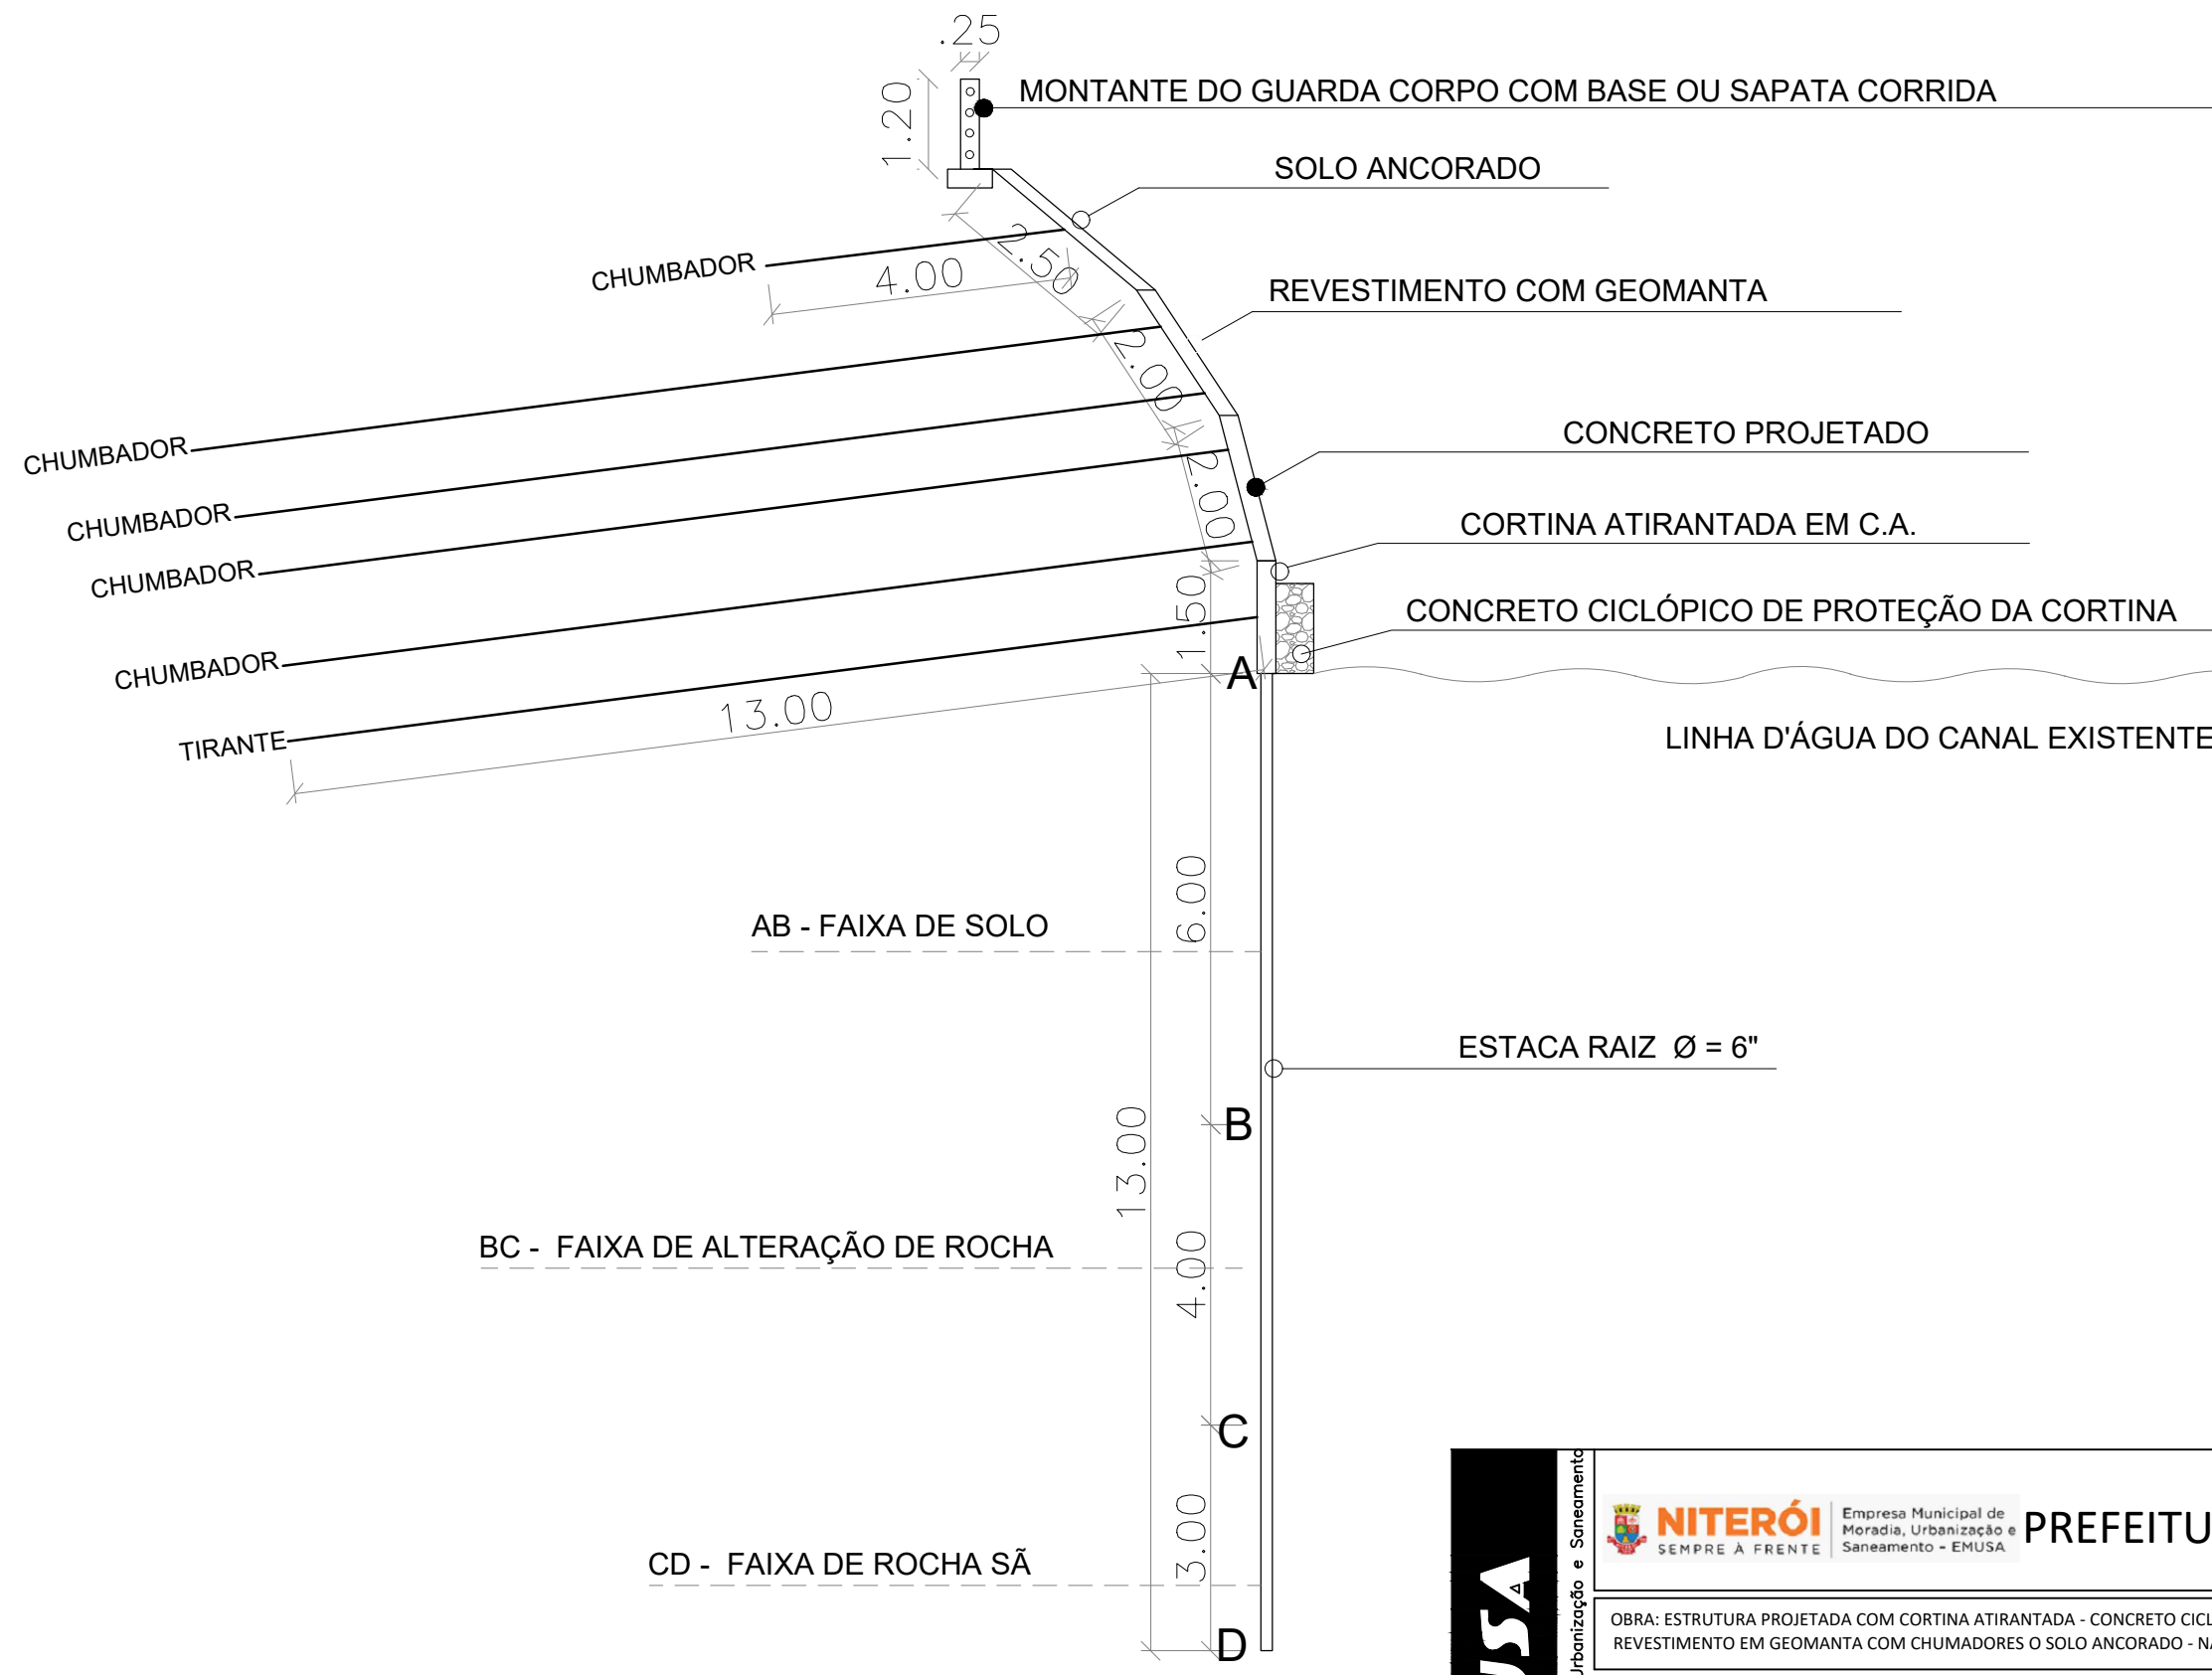 .25
1.20
MONTANTE DO GUARDA CORPO COM BASE OU SAPATA CORRIDA
SOLO ANCORADO
CHUMBADOR
4.00
2.50
REVESTIMENTO COM GEOMANTA
2.00
CHUMBADOR
CONCRETO PROJETADO
2.00
CHUMBADOR
CORTINA ATIRANTADA EM C.A.
CHUMBADOR
1.50
CONCRETO CICLÓPICO DE PROTEÇÃO DA CORTINA
CHUMBADOR
A
13.00
TIRANTE
LINHA D'ÁGUA DO CANAL EXISTENTE
6.00
AB - FAIXA DE SOLO
ESTACA RAIZ Ø = 6"
B
13.00
BC - FAIXA DE ALTERAÇÃO DE ROCHA
4.00
C
3.00
CD - FAIXA DE ROCHA SÃ
D
USA
Urbanização e Saneamento
NITERÓI
SEMPRE À FRENTE
Empresa Municipal de
Moradia, Urbanização e
Saneamento - EMUSA
PREFEITU
OBRA: ESTRUTURA PROJETADA COM CORTINA ATIRANTADA - CONCRETO CICL
REVESTIMENTO EM GEOMANTA COM CHUMADORES O SOLO ANCORADO - NA